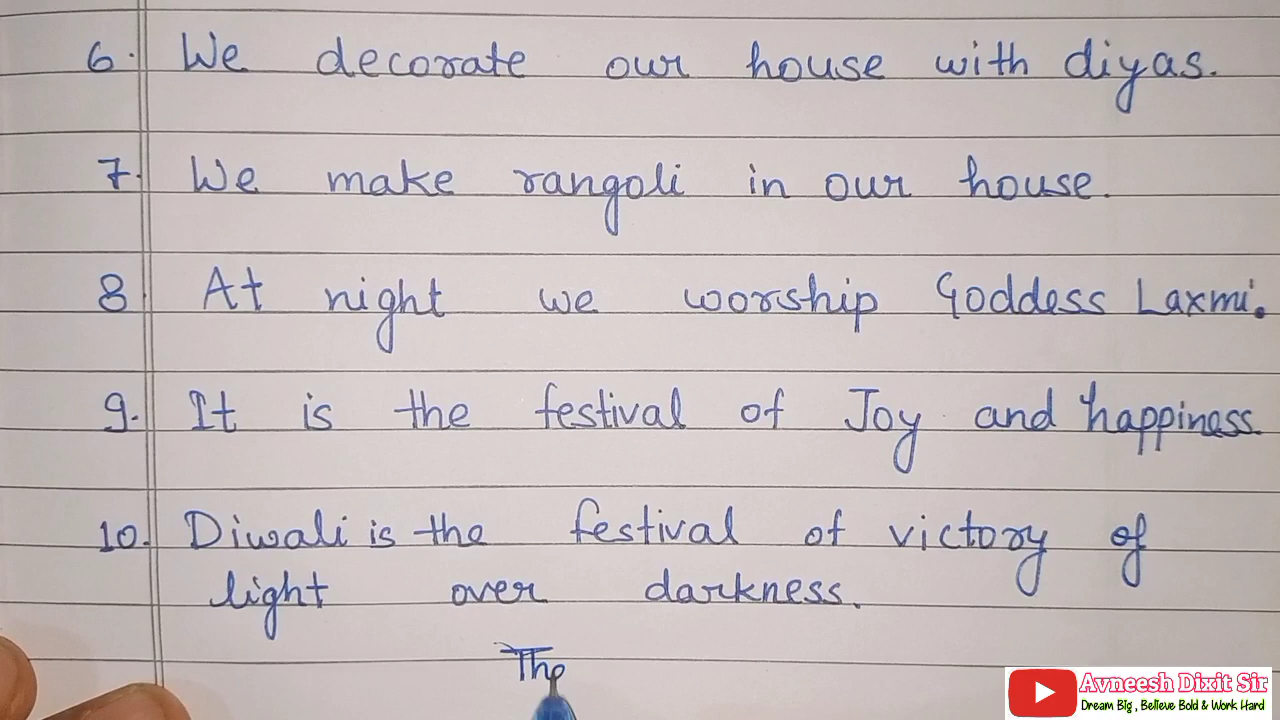 6. We decorate our house with diyas.
7. We make rangoli in our house.
8. At night we worship Goddess Laxmi.
9. It is the festival of Joy and happiness.
10. Diwali is the festival of victory of
light over darkness.
The
Avneesh Dixit Sir
Dream Big , Believe Bold & Work Hard